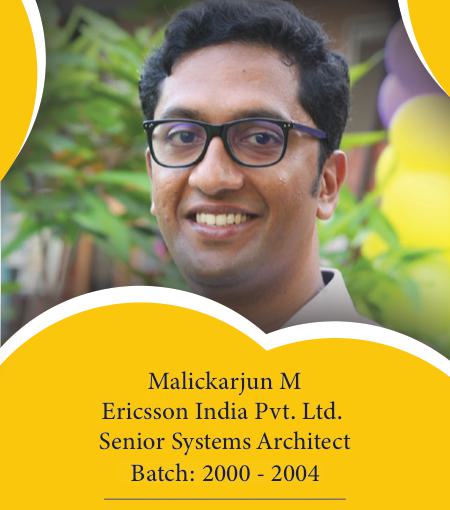 Malickarjun M
Ericsson India Pvt. Ltd.
Senior Systems Architect
Batch: 2000 - 2004